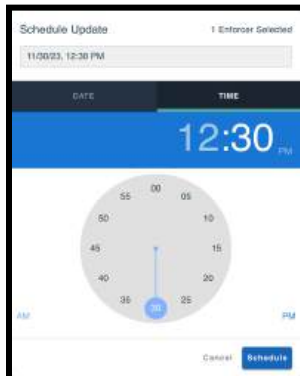 Schedule Update
1 Enforcer Selected
11/30/23, 12:30 PM
DATE
TIME
12:30
PM
00
05
10
15
20
25
30
35
40
45
50
55
AM
PM
Cancel
Schedule